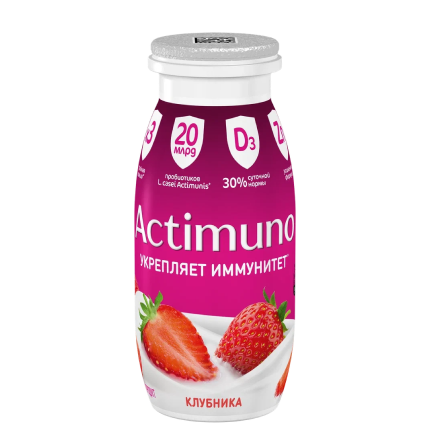 20
МЛРД
D3
пробиотиков
L. casei Actimunis*
30% суточной
нормы
Actimuno
УКРЕПЛЯЕТ ИММУНИТЕТ*
КЛУБНИКА